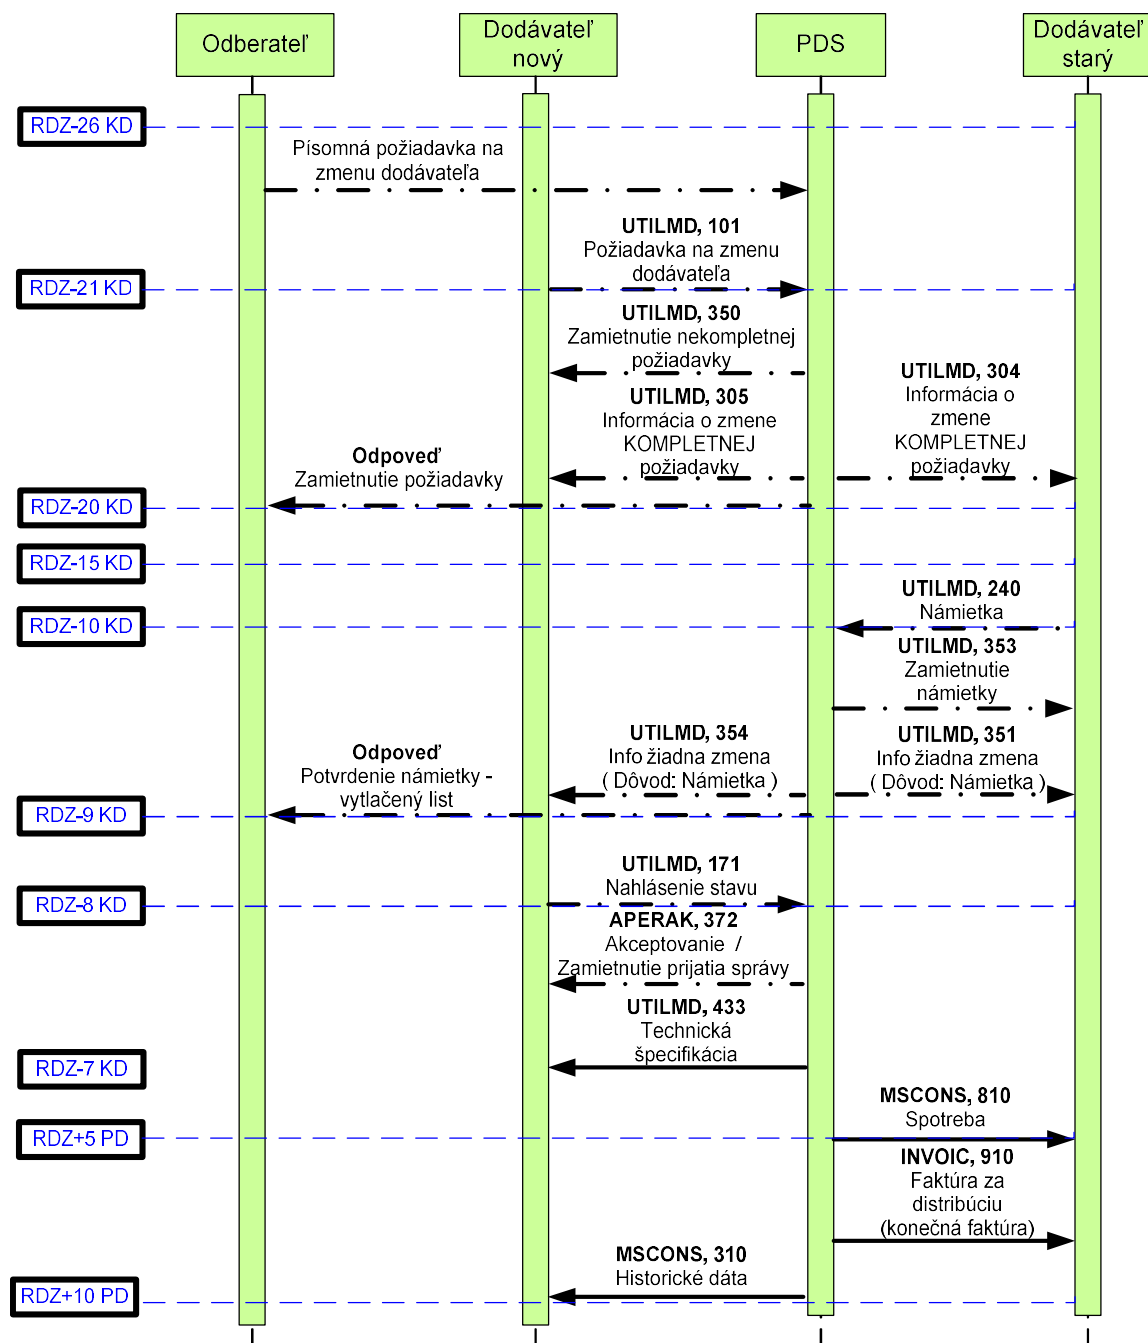 Odberateľ
Dodávateľ
nový
PDS
Dodávateľ
starý
RDZ-26 KD
Písomná požiadavka na
zmenu dodávateľa
UTILMD, 101
Požiadavka na zmenu
dodávateľa
RDZ-21 KD
UTILMD, 350
Zamietnutie nekompletnej
požiadavky
UTILMD, 304
Informácia o
zmene
KOMPLETNEJ
požiadavky
UTILMD, 305
Informácia o zmene
KOMPLETNEJ
požiadavky
Odpoveď
Zamietnutie požiadavky
RDZ-20 KD
RDZ-15 KD
UTILMD, 240
Námietka
RDZ-10 KD
UTILMD, 353
Zamietnutie
námietky
UTILMD, 354
Info žiadna zmena
( Dôvod: Námietka )
UTILMD, 351
Info žiadna zmena
( Dôvod: Námietka )
Odpoveď
Potvrdenie námietky -
vytlačený list
RDZ-9 KD
UTILMD, 171
Nahlásenie stavu
RDZ-8 KD
APERAK, 372
Akceptovanie /
Zamietnutie prijatia správy
UTILMD, 433
Technická
špecifikácia
RDZ-7 KD
MSCONS, 810
Spotreba
RDZ+5 PD
INVOIC, 910
Faktúra za
distribúciu
(konečná faktúra)
MSCONS, 310
Historické dáta
RDZ+10 PD